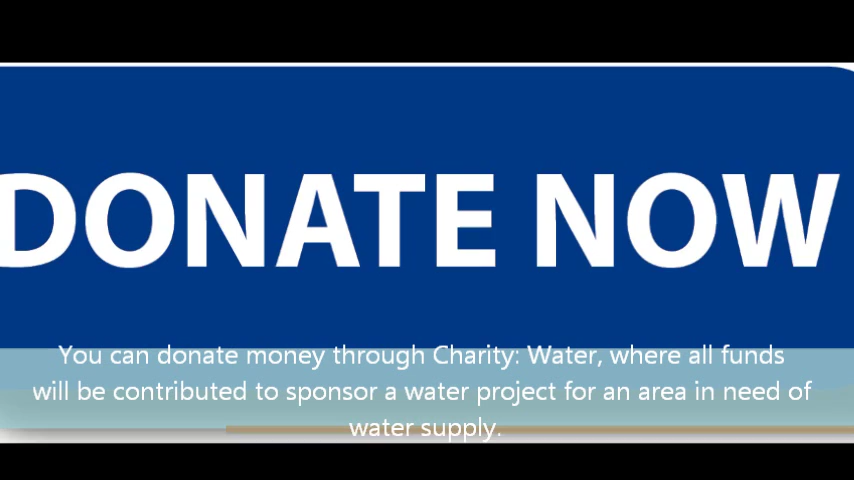 DONATE NOW
You can donate money through Charity: Water, where all funds
will be contributed to sponsor a water project for an area in need of
water supply.